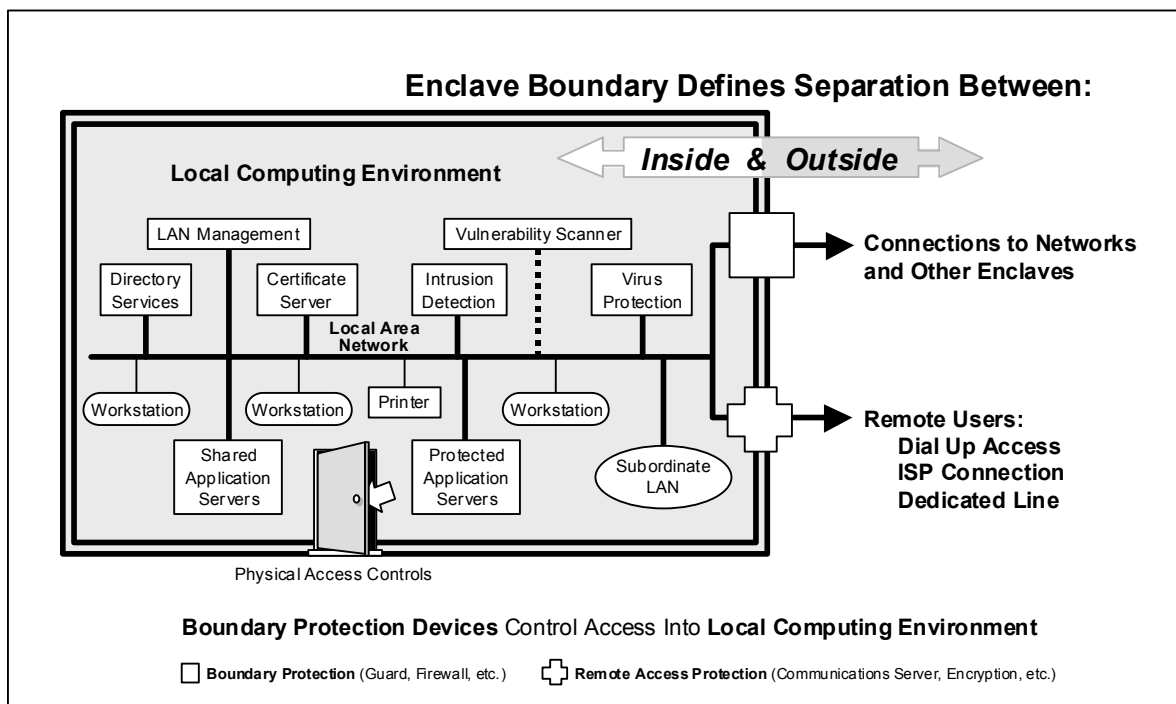 Enclave Boundary Defines Separation Between:
Inside & Outside
Local Computing Environment
LAN Management
Vulnerability Scanner
Directory
Services
Certificate
Server
Intrusion
Detection
Virus
Protection
Connections to Networks
and Other Enclaves
Local Area
Network
Workstation
Workstation
Printer
Workstation
Shared
Application
Servers
Protected
Application
Servers
Subordinate
LAN
Remote Users:
Dial Up Access
ISP Connection
Dedicated Line
Physical Access Controls
Boundary Protection Devices Control Access Into Local Computing Environment
Boundary Protection (Guard, Firewall, etc.)
Remote Access Protection (Communications Server, Encryption, etc.)